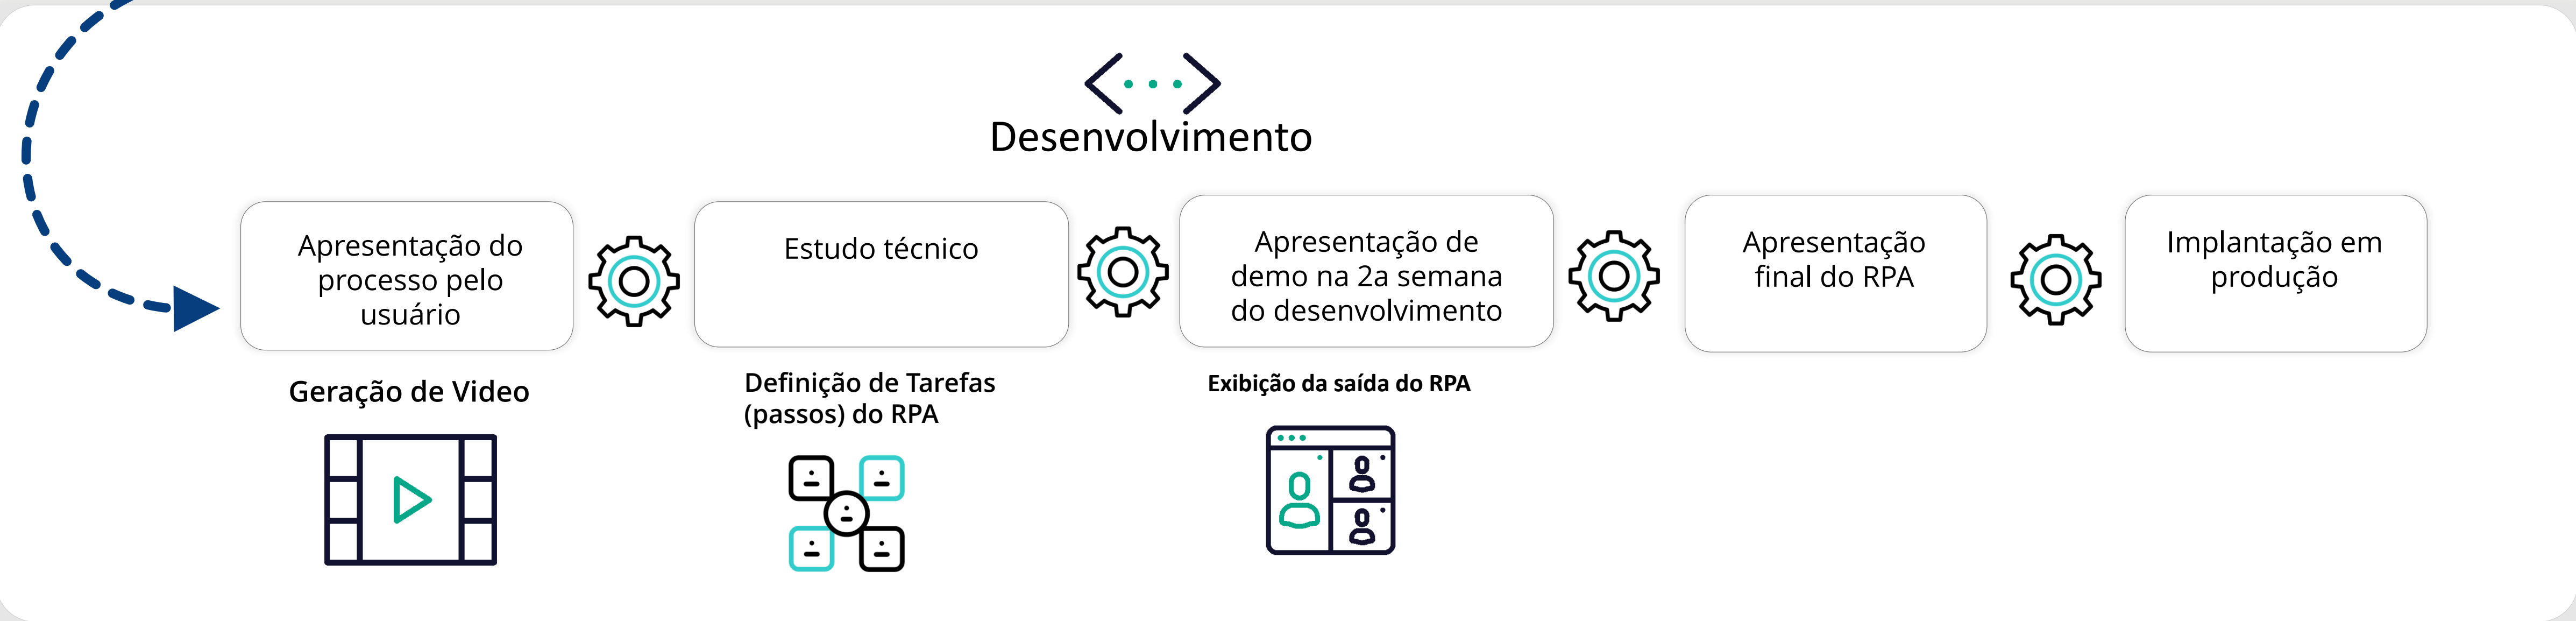 Desenvolvimento
Apresentação do
processo pelo
usuário
Estudo técnico
Apresentação de
demo na 2a semana
do desenvolvimento
Apresentação
final do RPA
Implantação em
produção
Geração de Video
Definição de Tarefas
(passos) do RPA
Exibição da saída do RPA